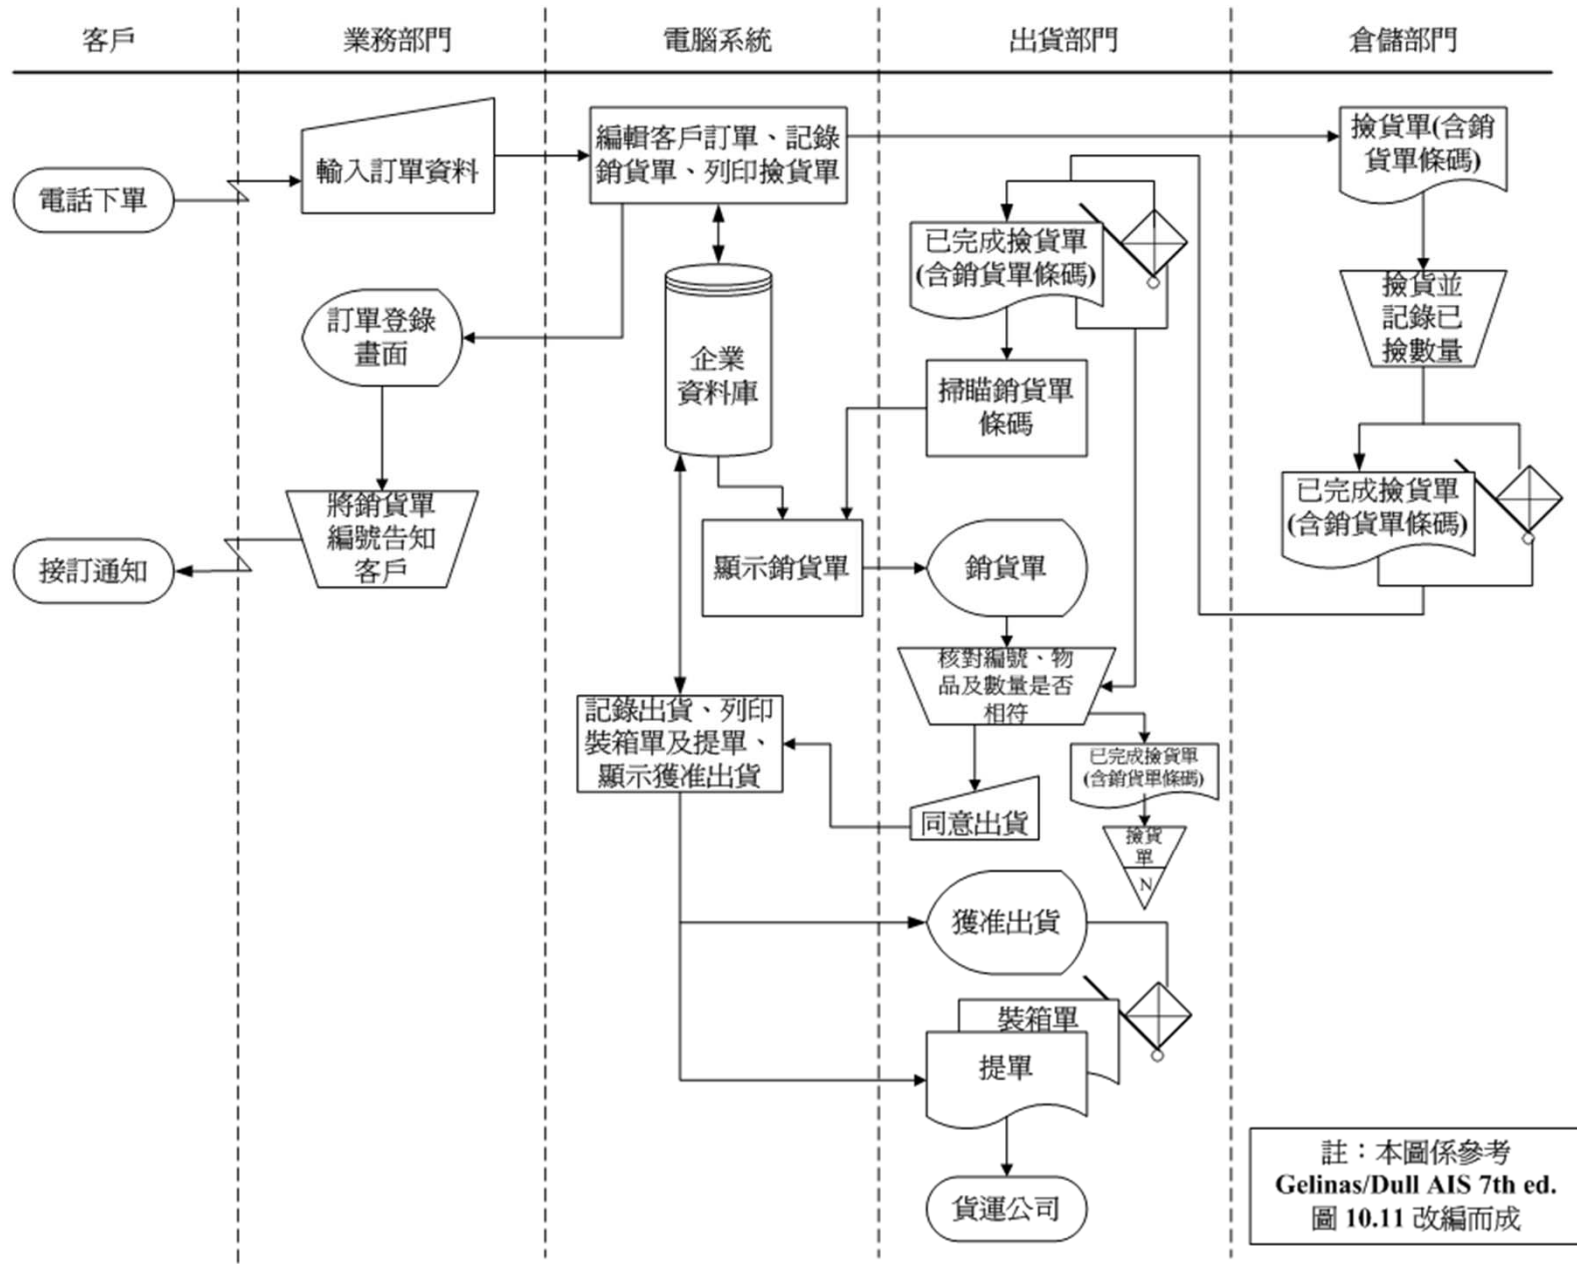 客戶
業務部門
電腦系統
出貨部門
倉儲部門
電話下單
輸入訂單資料
編輯客戶訂單、記錄
銷貨單、列印撿貨單
撿貨單(含銷
貨單條碼)
已完成撿貨單
(含銷貨單條碼)
撿貨並
記錄已
撿數量
訂單登錄
畫面
企業
資料庫
掃瞄銷貨單
條碼
已完成撿貨單
(含銷貨單條碼)
將銷貨單
編號告知
客戶
接訂通知
顯示銷貨單
銷貨單
核對編號、物
品及數量是否
相符
記錄出貨、列印
裝箱單及提單、
顯示獲准出貨
已完成撿貨單
(含銷貨單條碼)
同意出貨
撿貨
單
N
獲准出貨
裝箱單
提單
貨運公司
註：本圖係參考
Gelinas/Dull AIS 7th ed.
圖 10.11 改編而成